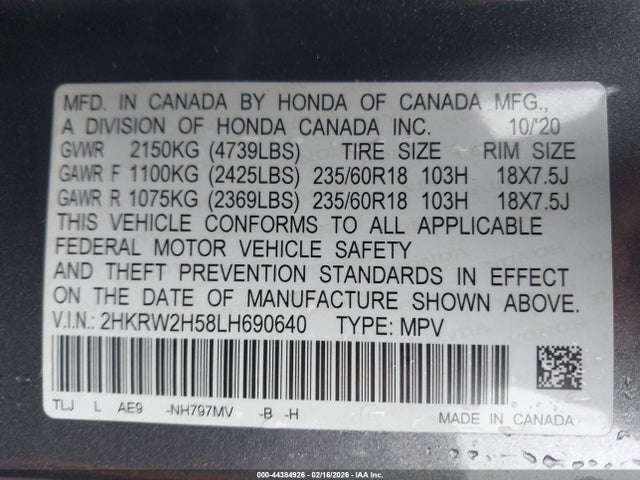 MFD. IN CANADA BY HONDA OF CANADA MFG.,
A DIVISION OF HONDA CANADA INC. 10/'20
GVWR 2150KG (4739LBS) TIRE SIZE RIM SIZE
GAWR F 1100KG (2425LBS) 235/60R18 103H 18X7.5J
GAWR R 1075KG (2369LBS) 235/60R18 103H 18X7.5J
THIS VEHICLE CONFORMS TO ALL APPLICABLE
FEDERAL MOTOR VEHICLE SAFETY
AND THEFT PREVENTION STANDARDS IN EFFECT
ON THE DATE OF MANUFACTURE SHOWN ABOVE.
V.I.N.: 2HKRW2H58LH690640 TYPE: MPV
TLJ L AE9 -NH797MV -B -H MADE IN CANADA
000-44384926 - 02/16/2026 - IAA Inc.